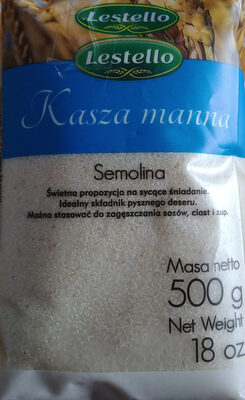 Lestello
Lestello
Kasza manna
Semolina
Świetna propozycja na sycące śniadanie.
Idealny składnik pysznego deseru.
Można stosować do zagęszczania sosów, ciast i zup.
Masa netto
500 g
Net Weight
18 oz